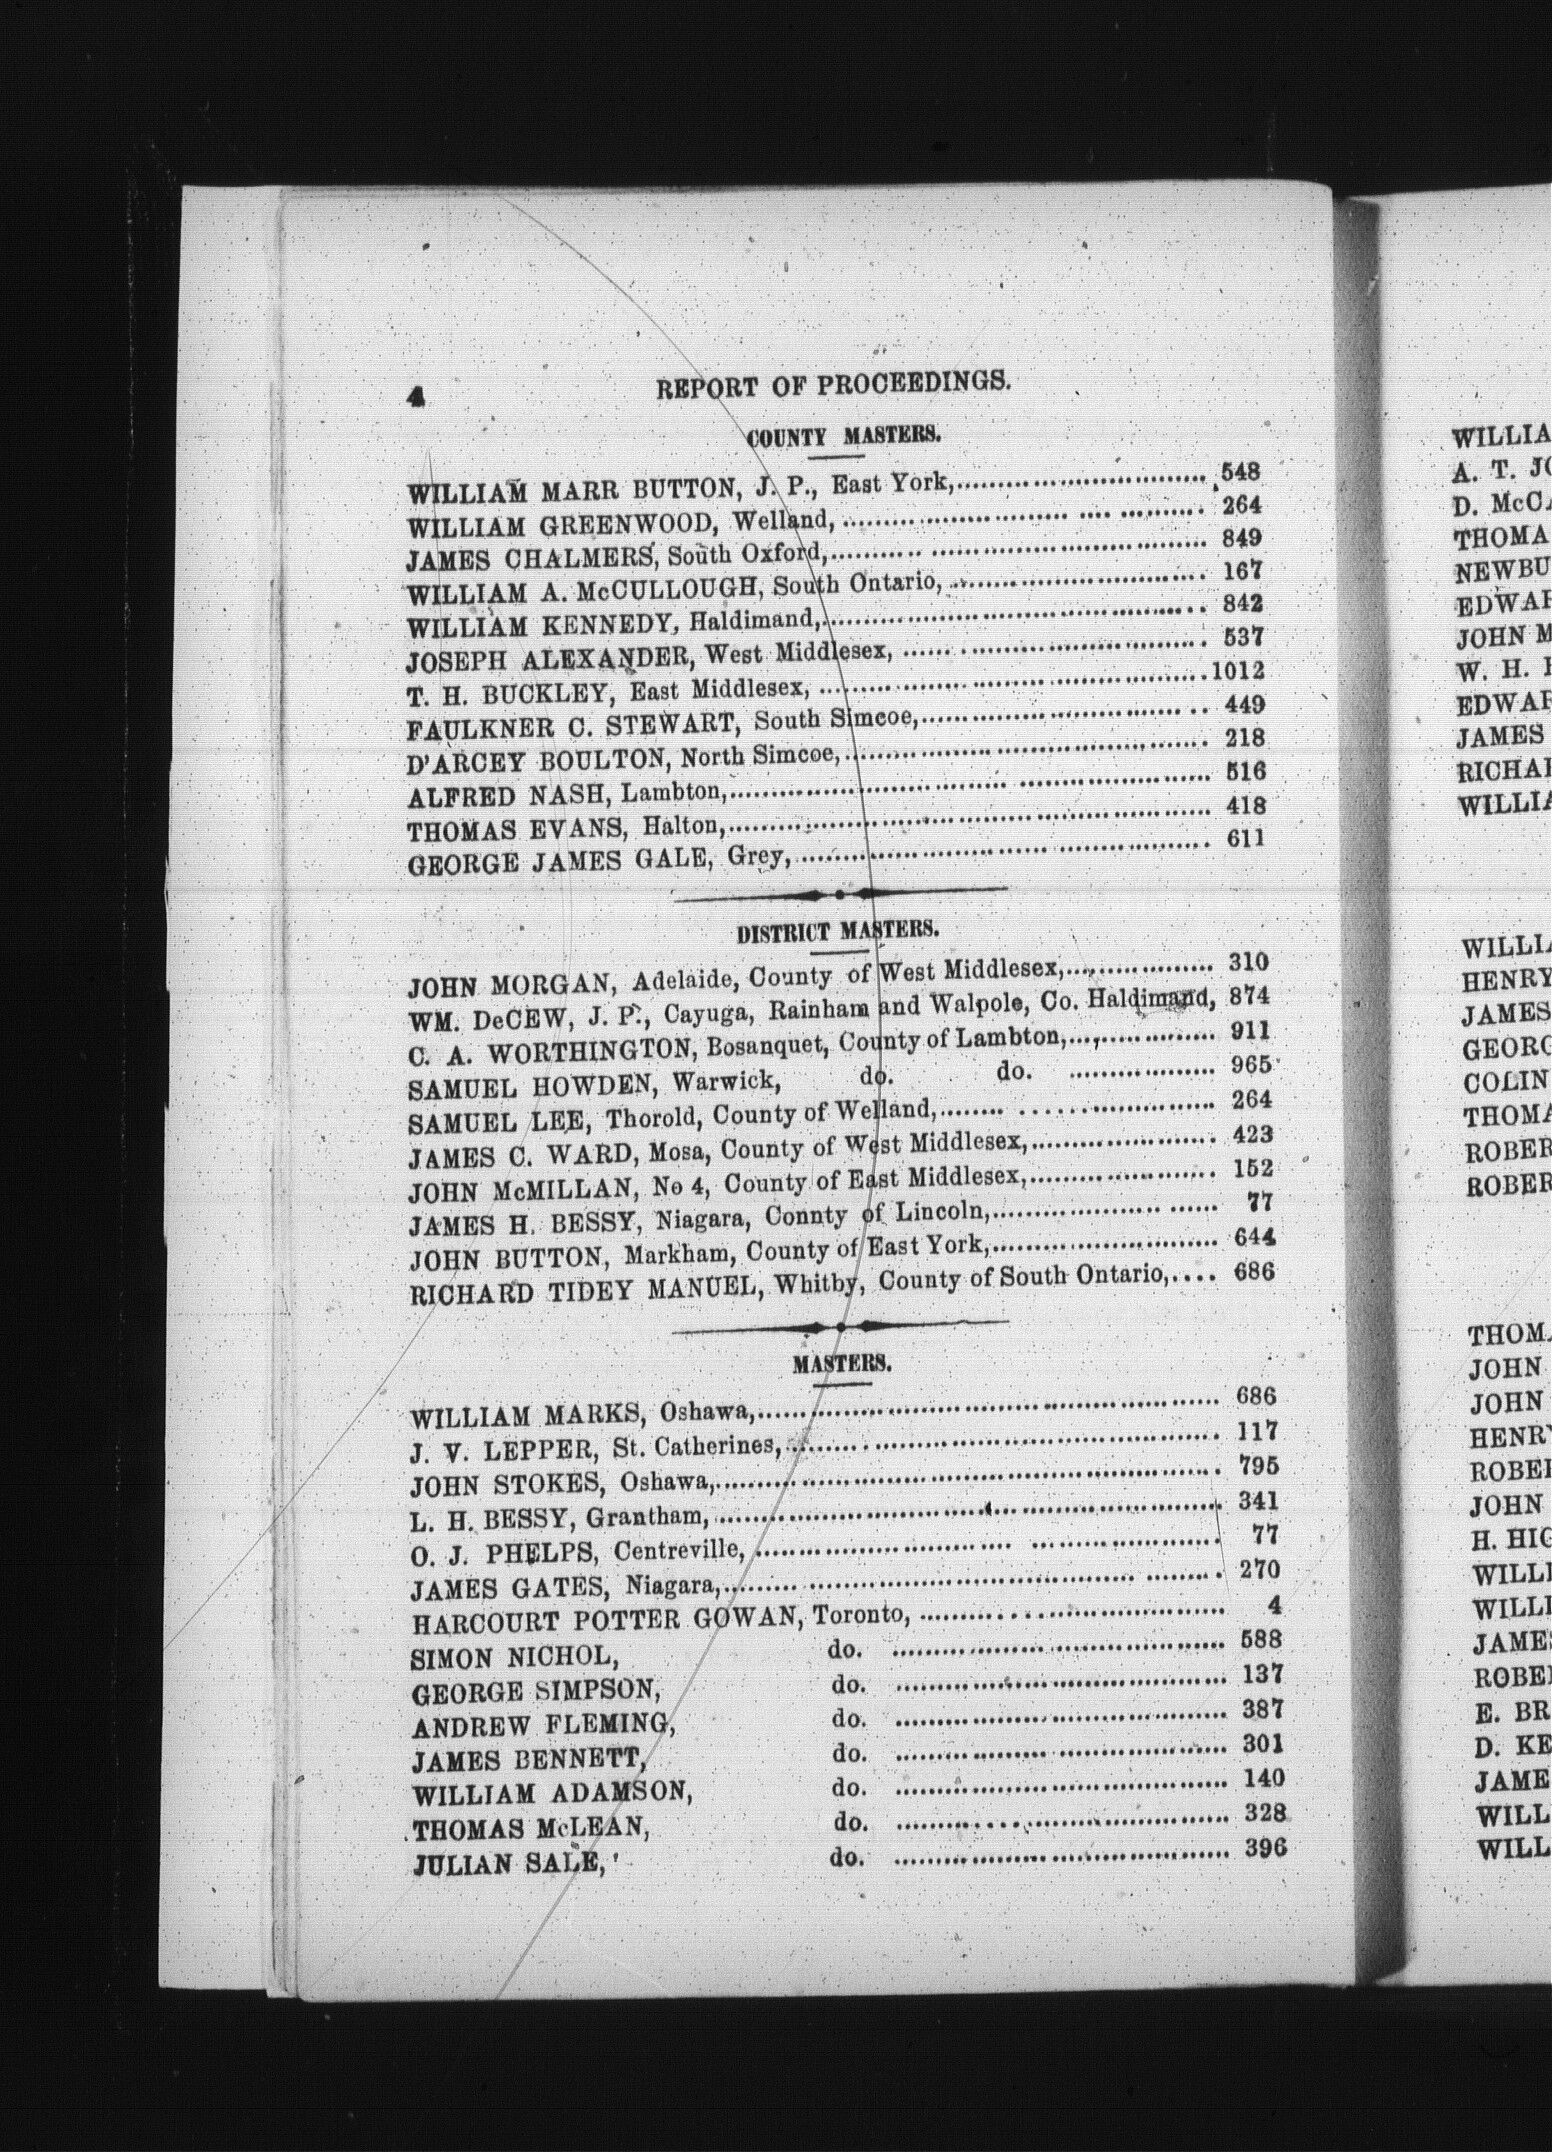 4 REPORT OF PROCEEDINGS.
COUNTY MASTERS.
WILLIAM MARR BUTTON, J. P., East York, 548
WILLIAM GREENWOOD, Welland, 264
JAMES CHALMERS, South Oxford, 849
WILLIAM A. McCULLOUGH, South Ontario, 167
WILLIAM KENNEDY, Haldimand, 842
JOSEPH ALEXANDER, West Middlesex, 537
T. H. BUCKLEY, East Middlesex, 1012
FAULKNER C. STEWART, South Simcoe, 449
D'ARCEY BOULTON, North Simcoe, 218
ALFRED NASH, Lambton, 516
THOMAS EVANS, Halton, 418
GEORGE JAMES GALE, Grey, 611
DISTRICT MASTERS.
JOHN MORGAN, Adelaide, County of West Middlesex, 310
WM. DeCEW, J. P., Cayuga, Rainham and Walpole, Co. Haldimand, 874
C. A. WORTHINGTON, Bosanquet, County of Lambton, 911
SAMUEL HOWDEN, Warwick, do. do. 965
SAMUEL LEE, Thorold, County of Welland, 264
JAMES C. WARD, Mosa, County of West Middlesex, 423
JOHN McMILLAN, No 4, County of East Middlesex, 152
JAMES H. BESSY, Niagara, Connty of Lincoln, 77
JOHN BUTTON, Markham, County of East York, 644
RICHARD TIDEY MANUEL, Whitby, County of South Ontario, 686
MASTERS.
WILLIAM MARKS, Oshawa, 686
J. V. LEPPER, St. Catherines, 117
JOHN STOKES, Oshawa, 795
L. H. BESSY, Grantham, 341
O. J. PHELPS, Centreville, 77
JAMES GATES, Niagara, 270
HARCOURT POTTER GOWAN, Toronto, 4
SIMON NICHOL, do. 588
GEORGE SIMPSON, do. 137
ANDREW FLEMING, do. 387
JAMES BENNETT, do. 301
WILLIAM ADAMSON, do. 140
THOMAS McLEAN, do. 328
JULIAN SALE, do. 396
A. T.
D.
W. H.
JAMES
HENRY
JAMES
COLIN
JOHN
JOHN
JOHN
H.
E.
D.